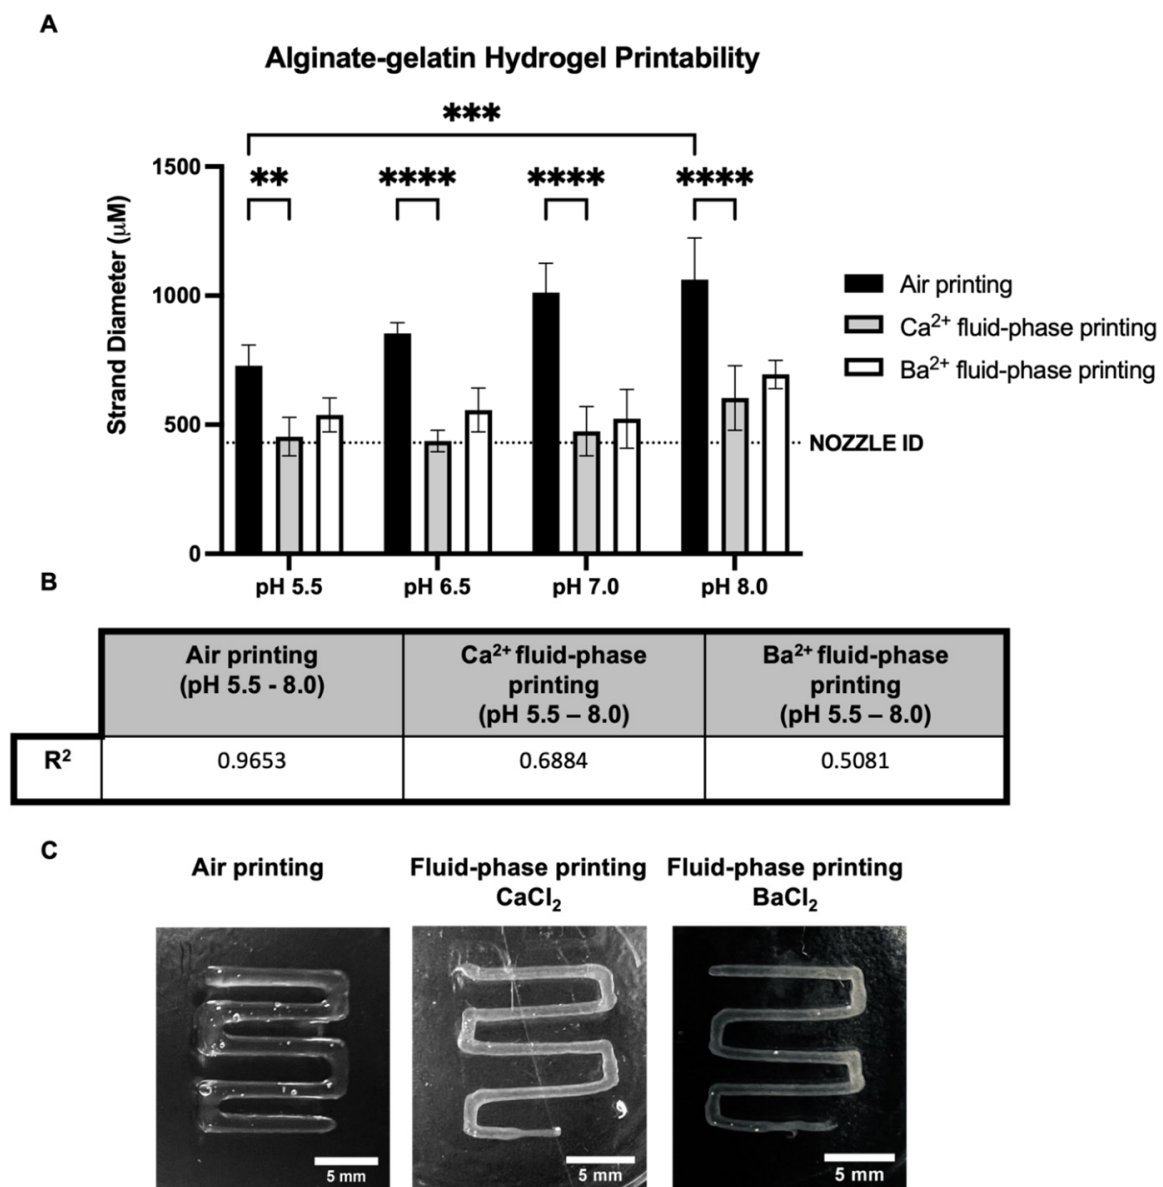 A
Alginate-gelatin Hydrogel Printability
***
** **** **** ****
1500
1000
500
0
Strand Diameter (μM)
Air printing
Ca²⁺ fluid-phase printing
Ba²⁺ fluid-phase printing
NOZZLE ID
pH 5.5 pH 6.5 pH 7.0 pH 8.0
B
Air printing
(pH 5.5 - 8.0)
Ca²⁺ fluid-phase
printing
(pH 5.5 – 8.0)
Ba²⁺ fluid-phase
printing
(pH 5.5 – 8.0)
R² 0.9653 0.6884 0.5081
C
Air printing
Fluid-phase printing
CaCl₂
Fluid-phase printing
BaCl₂
5 mm
5 mm
5 mm